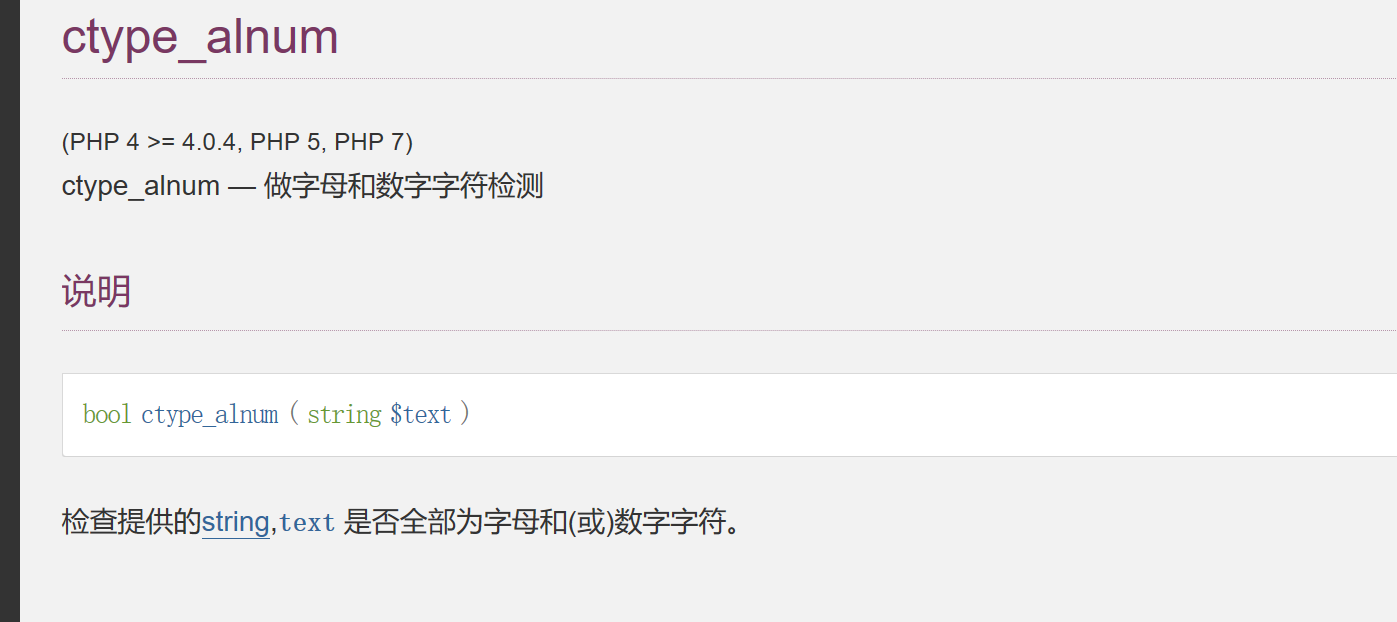 ctype_alnum
(PHP 4 >= 4.0.4, PHP 5, PHP 7)
ctype_alnum — 做字母和数字字符检测
说明
bool ctype_alnum ( string $text )
检查提供的string,text 是否全部为字母和(或)数字字符。